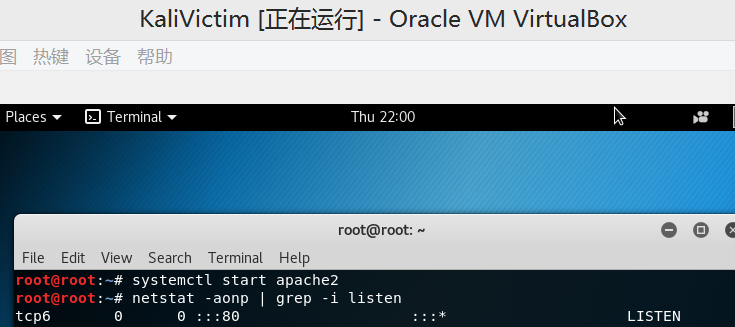 KaliVictim [正在运行] - Oracle VM VirtualBox
图 热键 设备 帮助
Places Terminal Thu 22:00
root@root: ~
File Edit View Search Terminal Help
root@root:~# systemctl start apache2
root@root:~# netstat -aonp | grep -i listen
tcp6 0 0 :::80 :::* LISTEN